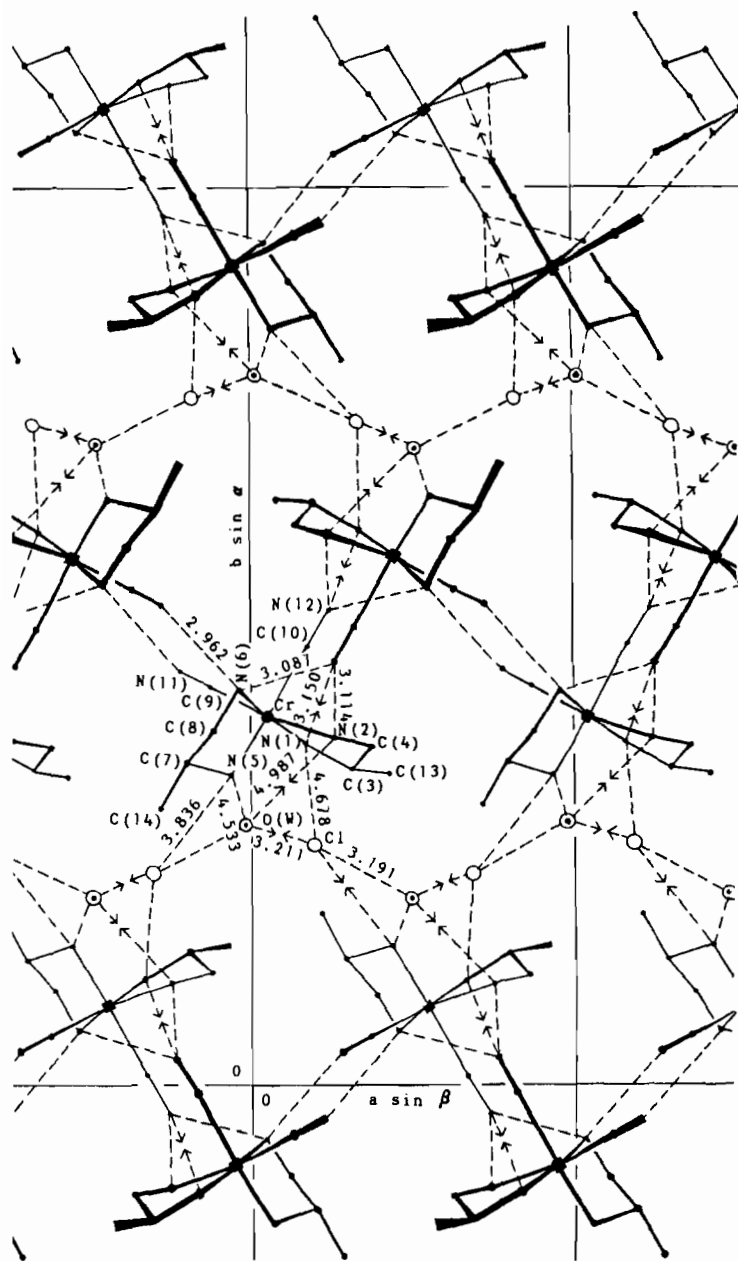 b sin α
N(12)
C(10)
2.962
N(6)
3.087
N(11)
C(9)
Cr
3.150
3.114
C(8)
N(1)
N(2)
C(4)
C(7)
N(5)
C(3)
C(13)
.987
4.678
C(14)
3.836
4.533
O(W)
Cl
3.211
3.191
0
0
a sin β